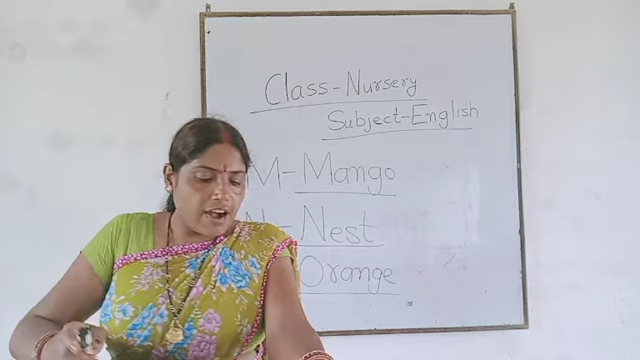 Class-Nursery
Subject-English
M-Mango
N-Nest
Orange